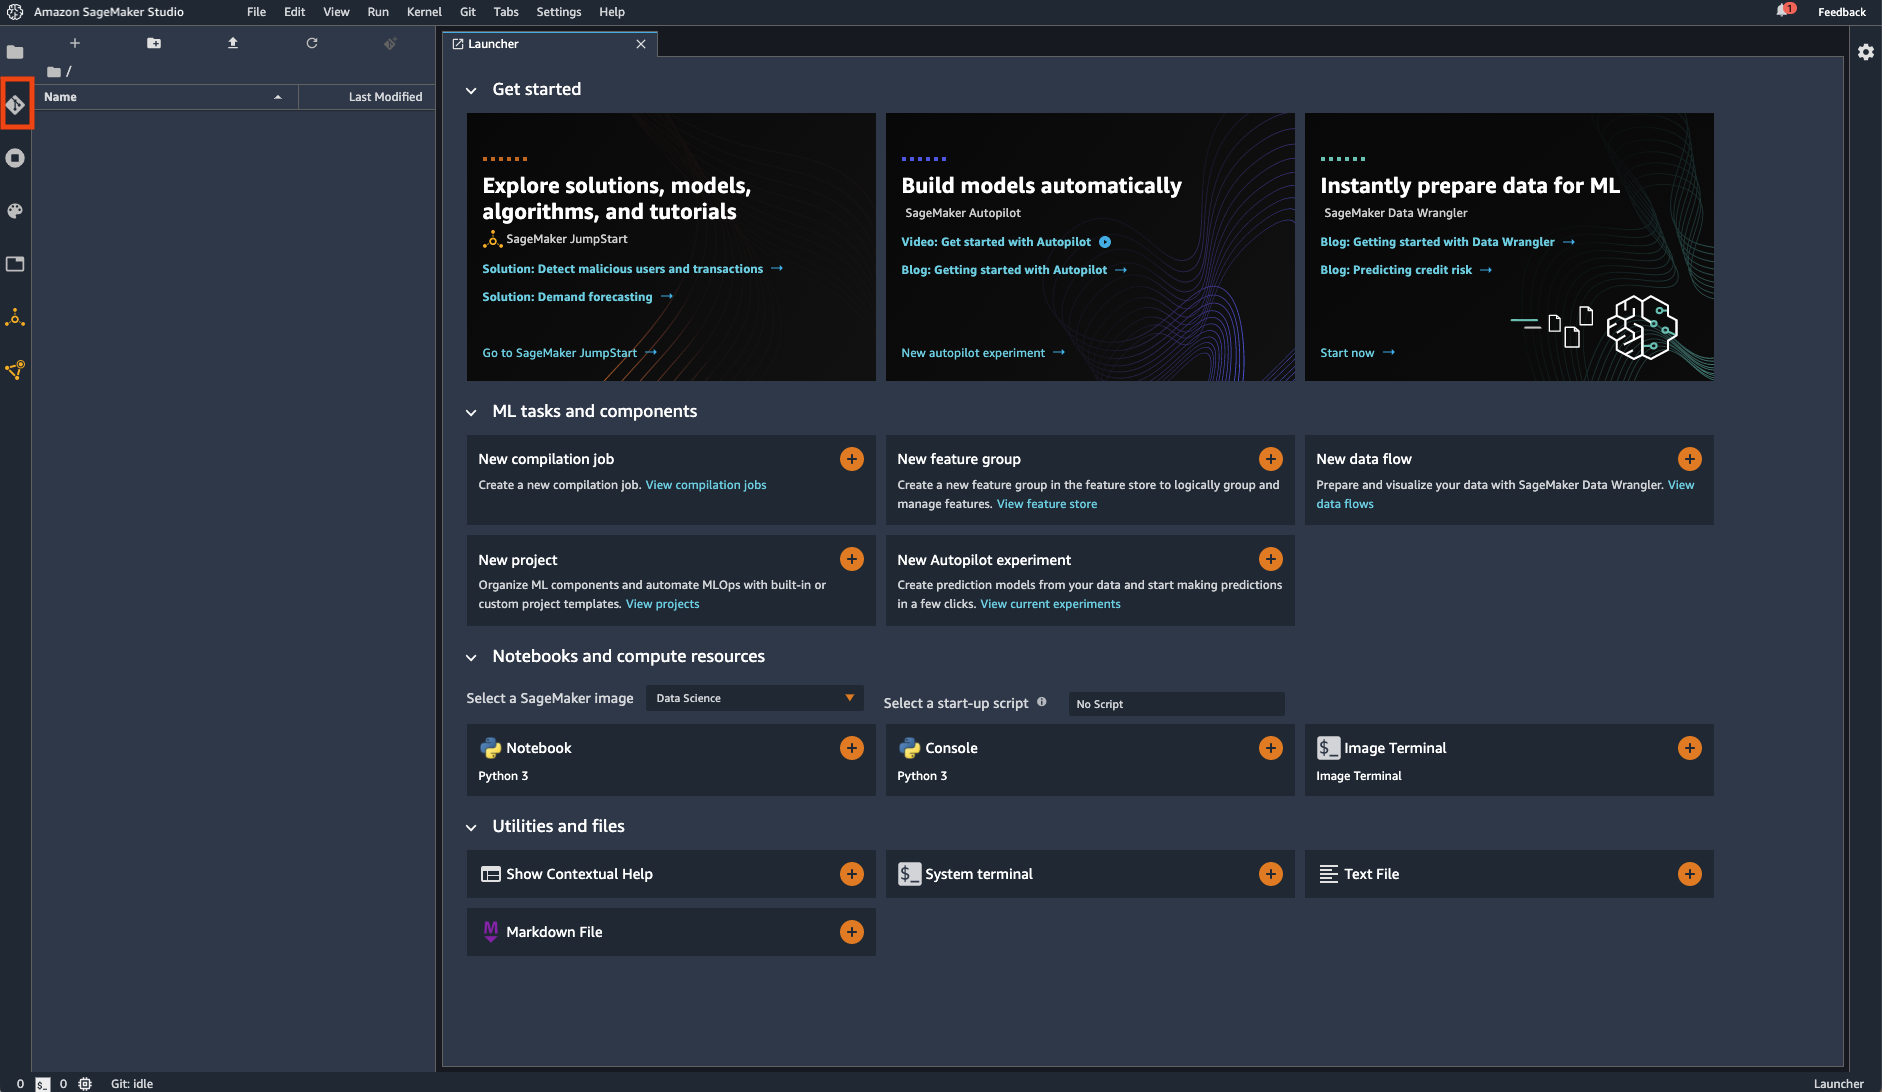 Amazon SageMaker Studio File Edit View Run Kernel Git Tabs Settings Help 1 Feedback
Launcher
/
Name Last Modified
Get started
Explore solutions, models,
algorithms, and tutorials
SageMaker JumpStart
Solution: Detect malicious users and transactions →
Solution: Demand forecasting →
Go to SageMaker JumpStart →
Build models automatically
SageMaker Autopilot
Video: Get started with Autopilot
Blog: Getting started with Autopilot →
New autopilot experiment →
Instantly prepare data for ML
SageMaker Data Wrangler
Blog: Getting started with Data Wrangler →
Blog: Predicting credit risk →
Start now →
ML tasks and components
New compilation job
Create a new compilation job. View compilation jobs
New feature group
Create a new feature group in the feature store to logically group and
manage features. View feature store
New data flow
Prepare and visualize your data with SageMaker Data Wrangler. View
data flows
New project
Organize ML components and automate MLOps with built-in or
custom project templates. View projects
New Autopilot experiment
Create prediction models from your data and start making predictions
in a few clicks. View current experiments
Notebooks and compute resources
Select a SageMaker image Data Science
Select a start-up script No Script
Notebook
Python 3
Console
Python 3
$_ Image Terminal
Image Terminal
Utilities and files
Show Contextual Help
$_ System terminal
Text File
M Markdown File
0 $_ 0 Git: idle Launcher